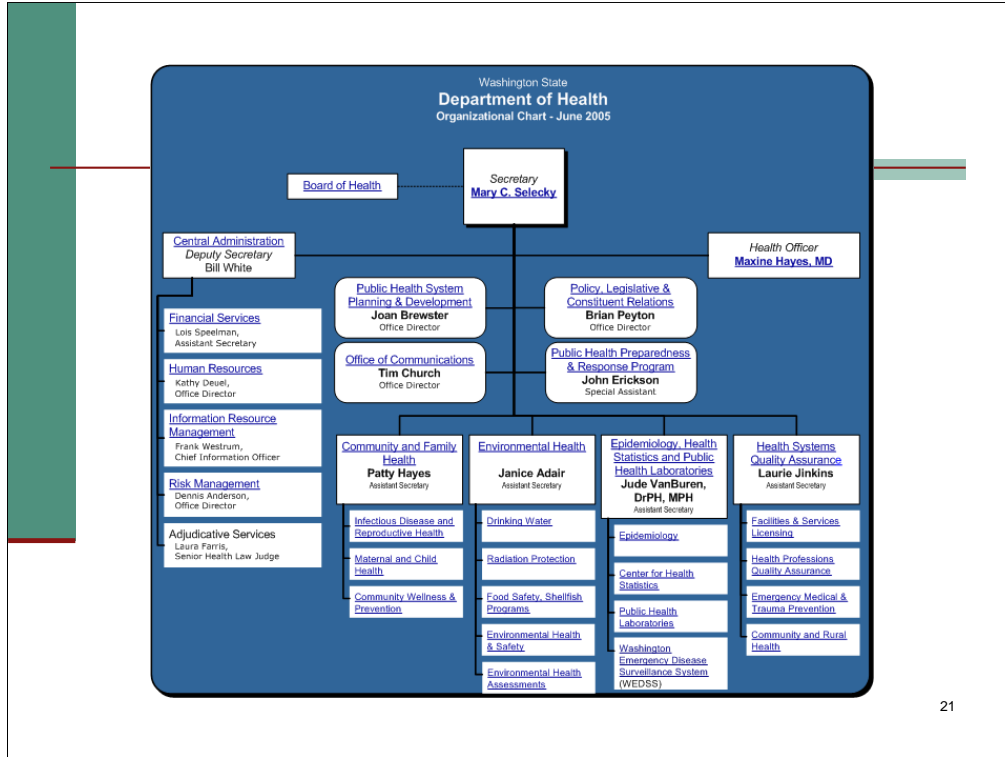 Washington State
Department of Health
Organizational Chart - June 2005
Secretary
Mary C. Selecky
Board of Health
Central Administration
Deputy Secretary
Bill White
Health Officer
Maxine Hayes, MD
Public Health System
Planning & Development
Joan Brewster
Office Director
Policy, Legislative &
Constituent Relations
Brian Peyton
Office Director
Office of Communications
Tim Church
Office Director
Public Health Preparedness
& Response Program
John Erickson
Special Assistant
Financial Services
Lois Speelman,
Assistant Secretary
Human Resources
Kathy Deuel,
Office Director
Information Resource
Management
Frank Westrum,
Chief Information Officer
Risk Management
Dennis Anderson,
Office Director
Adjudicative Services
Laura Farris,
Senior Health Law Judge
Community and Family
Health
Patty Hayes
Assistant Secretary
Infectious Disease and
Reproductive Health
Maternal and Child
Health
Community Wellness &
Prevention
Environmental Health
Janice Adair
Assistant Secretary
Drinking Water
Radiation Protection
Food Safety, Shellfish
Programs
Environmental Health
& Safety
Environmental Health
Assessments
Epidemiology, Health
Statistics and Public
Health Laboratories
Jude VanBuren,
DrPH, MPH
Assistant Secretary
Epidemiology
Center for Health
Statistics
Public Health
Laboratories
Washington
Emergency Disease
Surveillance System
(WEDSS)
Health Systems
Quality Assurance
Laurie Jinkins
Assistant Secretary
Facilities & Services
Licensing
Health Professions
Quality Assurance
Emergency Medical &
Trauma Prevention
Community and Rural
Health
21